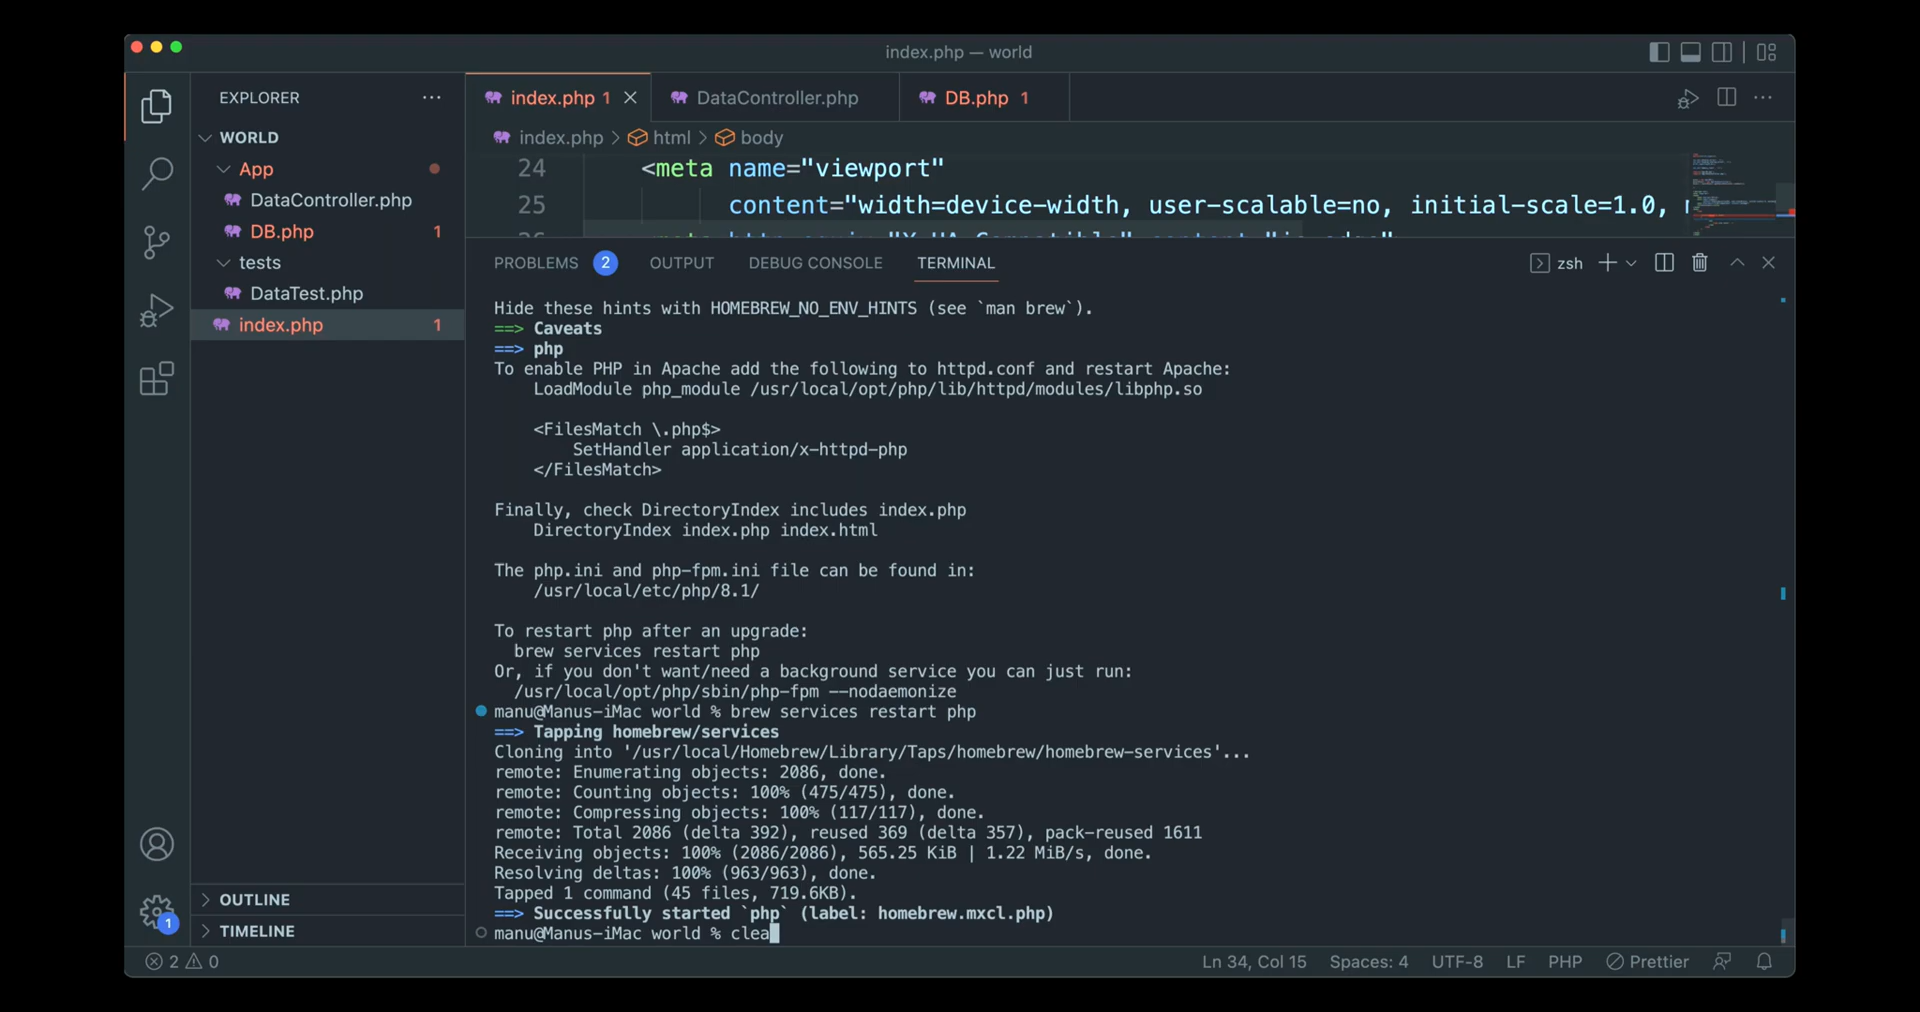 index.php — world
EXPLORER
index.php 1
DataController.php
DB.php 1
WORLD
index.php > html > body
App
DataController.php
DB.php 1
tests
DataTest.php
index.php 1
24 <meta name="viewport"
25 content="width=device-width, user-scalable=no, initial-scale=1.0,
PROBLEMS 2 OUTPUT DEBUG CONSOLE TERMINAL
zsh
Hide these hints with HOMEBREW_NO_ENV_HINTS (see `man brew`).
==> Caveats
==> php
To enable PHP in Apache add the following to httpd.conf and restart Apache:
LoadModule php_module /usr/local/opt/php/lib/httpd/modules/libphp.so
<FilesMatch \.php$>
SetHandler application/x-httpd-php
</FilesMatch>
Finally, check DirectoryIndex includes index.php
DirectoryIndex index.php index.html
The php.ini and php-fpm.ini file can be found in:
/usr/local/etc/php/8.1/
To restart php after an upgrade:
brew services restart php
Or, if you don't want/need a background service you can just run:
/usr/local/opt/php/sbin/php-fpm --nodaemonize
manu@Manus-iMac world % brew services restart php
==> Tapping homebrew/services
Cloning into '/usr/local/Homebrew/Library/Taps/homebrew/homebrew-services'...
remote: Enumerating objects: 2086, done.
remote: Counting objects: 100% (475/475), done.
remote: Compressing objects: 100% (117/117), done.
remote: Total 2086 (delta 392), reused 369 (delta 357), pack-reused 1611
Receiving objects: 100% (2086/2086), 565.25 KiB | 1.22 MiB/s, done.
Resolving deltas: 100% (963/963), done.
Tapped 1 command (45 files, 719.6KB).
==> Successfully started `php` (label: homebrew.mxcl.php)
manu@Manus-iMac world % clea
OUTLINE
TIMELINE
1
2 0
Ln 34, Col 15 Spaces: 4 UTF-8 LF PHP Prettier